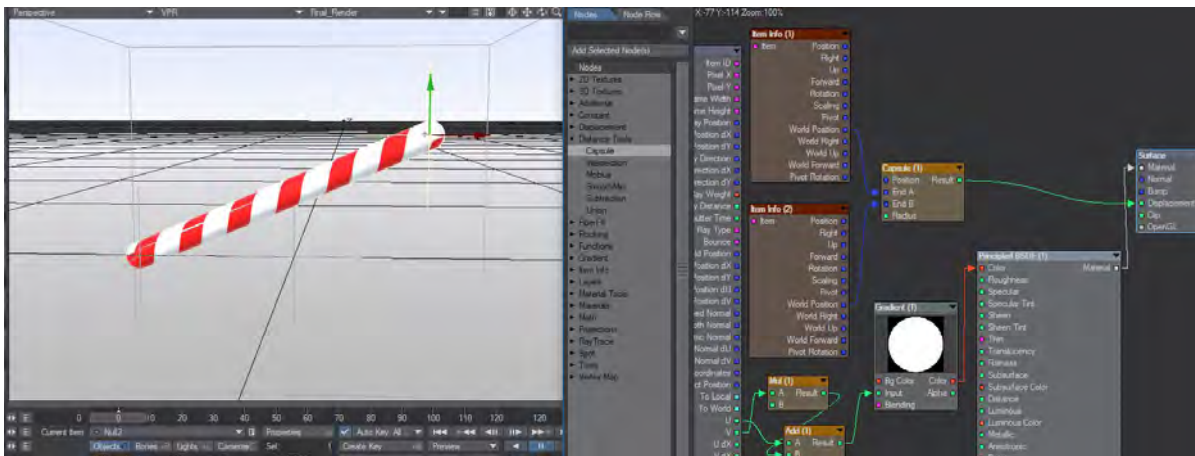 Perspective
VPR
Final_Render
Nodes
Node Flow
X:-77 Y:-114 Zoom:100%
Add Selected Node(s)
Nodes
2D Textures
3D Textures
Additional
Constant
Displacement
Distance Tools
Capsule
Intersection
Mobius
SmoothMin
Subtraction
Union
FiberFX
Flocking
Functions
Gradient
Item Info
Layers
Material Tools
Materials
Math
Projections
RayTrace
Spot
Tools
Vertex Map
Item ID
Pixel X
Pixel Y
Ray Type
Bounce
To Local
To World
U
V
U dX
Item Info (1)
Item
Position
Right
Up
Forward
Rotation
Scaling
Pivot
World Position
World Right
World Up
World Forward
Pivot Rotation
Item Info (2)
Item
Position
Right
Up
Forward
Rotation
Scaling
Pivot
World Position
World Right
World Up
World Forward
Pivot Rotation
Capsule (1)
Position Result
End A
End B
Radius
Surface
Material
Normal
Bump
Displacement
Clip
OpenGL
Gradient (1)
Bg Color Color
Input Alpha
Blending
Mul (1)
A Result
B
Add (1)
A Result
B
Principled BSDF (1)
Color Material
Roughness
Specular
Specular Tint
Sheen
Sheen Tint
Thin
Translucency
Flatness
Subsurface
Subsurface Color
Distance
Luminous
Luminous Color
Metallic
Anisotropic
0 0 10 20 30 40 50 60 70 80 90 100 110 120 120
Current Item Null2 Properties Auto Key: All
Objects Bones Lights Cameras Sel: 1 Create Key Preview